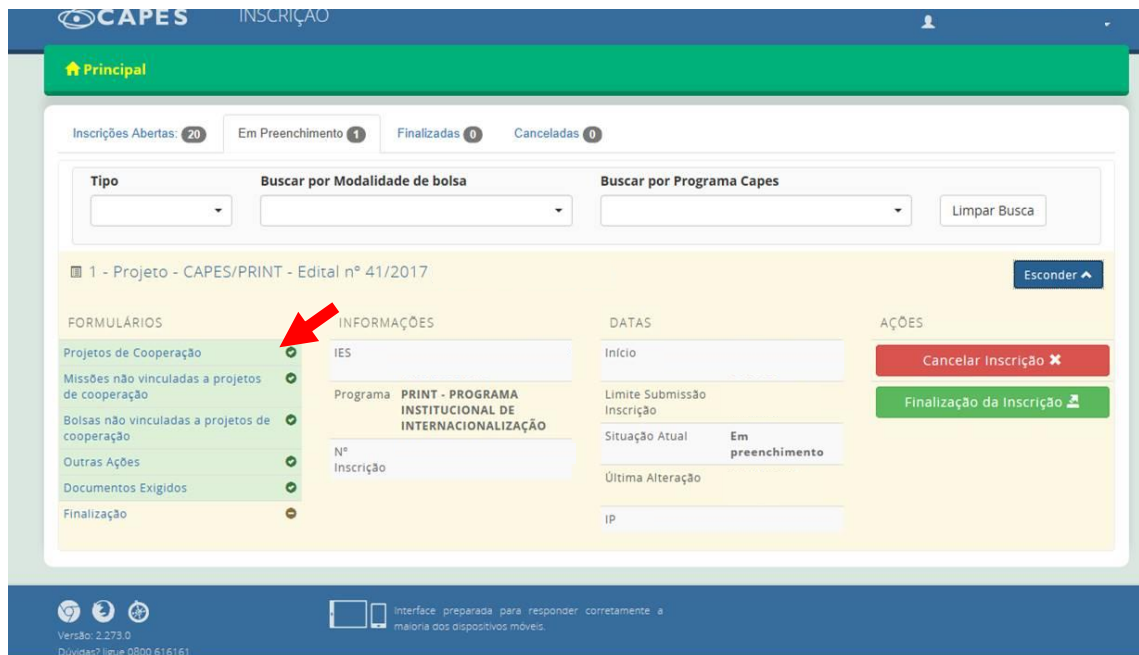 CAPES INSCRIÇÃO
Principal
Inscrições Abertas: 20 Em Preenchimento 1 Finalizadas 0 Canceladas 0
Tipo Buscar por Modalidade de bolsa Buscar por Programa Capes
Limpar Busca
1 - Projeto - CAPES/PRINT - Edital nº 41/2017 Esconder
FORMULÁRIOS
Projetos de Cooperação
Missões não vinculadas a projetos
de cooperação
Bolsas não vinculadas a projetos de
cooperação
Outras Ações
Documentos Exigidos
Finalização
INFORMAÇÕES
IES
Programa PRINT - PROGRAMA
INSTITUCIONAL DE
INTERNACIONALIZAÇÃO
N°
Inscrição
DATAS
Início
Limite Submissão
Inscrição
Situação Atual Em
preenchimento
Última Alteração
IP
AÇÕES
Cancelar Inscrição
Finalização da Inscrição
Interface preparada para responder corretamente a
maioria dos dispositivos móveis.
Versão: 2.273.0
Dúvidas? ligue 0800 616161